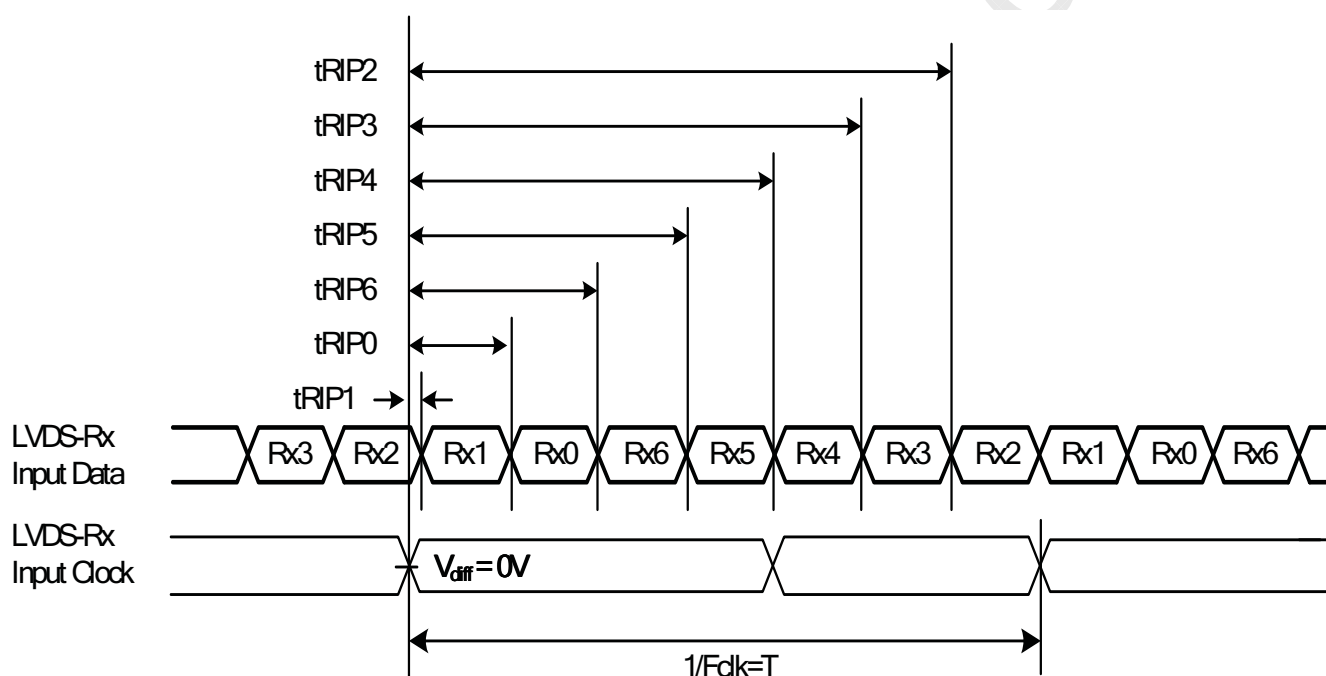 tRIP2
tRIP3
tRIP4
tRIP5
tRIP6
tRIP0
tRIP1
LVDS-Rx
Input Data
Rx3 Rx2 Rx1 Rx0 Rx6 Rx5 Rx4 Rx3 Rx2 Rx1 Rx0 Rx6
LVDS-Rx
Input Clock
Vdiff = 0V
1/Fclk=T